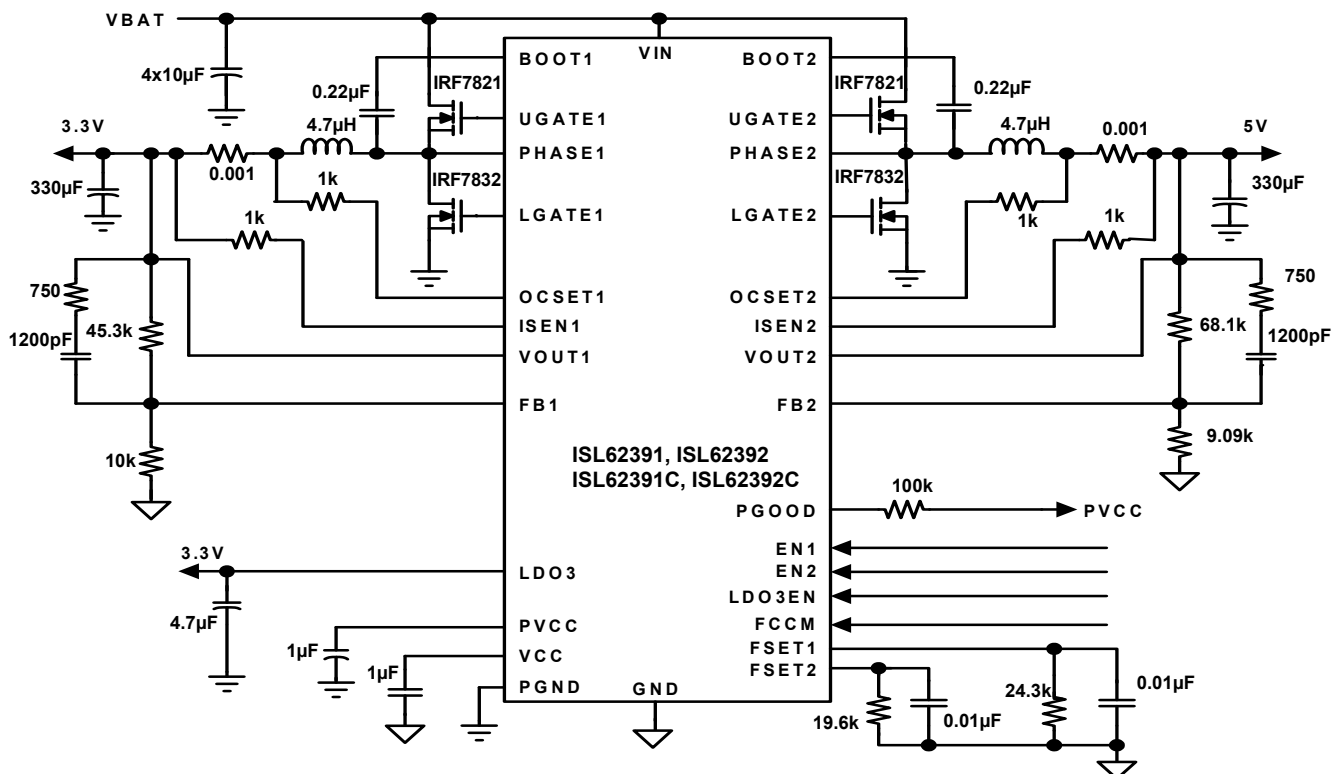 VBAT
4x10µF
0.22µF
IRF7821
BOOT1
VIN
BOOT2
IRF7821
0.22µF
UGATE1
UGATE2
3.3V
4.7µH
PHASE1
PHASE2
4.7µH
0.001
5V
0.001
330µF
1k
IRF7832
LGATE1
LGATE2
IRF7832
1k
330µF
1k
1k
750
OCSET1
OCSET2
750
45.3k
ISEN1
ISEN2
68.1k
1200pF
VOUT1
VOUT2
1200pF
FB1
FB2
10k
9.09k
ISL62391, ISL62392
ISL62391C, ISL62392C
PGOOD
100k
PVCC
3.3V
LDO3
EN1
EN2
LDO3EN
4.7µF
PVCC
FCCM
1µF
VCC
FSET1
1µF
FSET2
PGND
GND
19.6k
0.01µF
24.3k
0.01µF